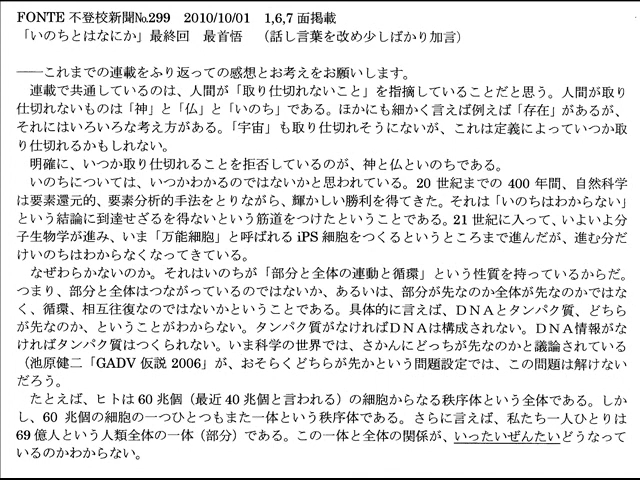 FONTE 不登校新聞№299　2010/10/01　1,6,7 面掲載
「いのちとはなにか」最終回　最首悟　（話し言葉を改め少しばかり加言）
――これまでの連載をふり返っての感想とお考えをお願いします。
連載で共通しているのは、人間が「取り仕切れないこと」を指摘していることだと思う。人間が取り
仕切れないものは「神」と「仏」と「いのち」である。ほかにも細かく言えば例えば「存在」があるが、
それにはいろいろな考え方がある。「宇宙」も取り仕切れそうにないが、これは定義によっていつか取
り仕切れるかもしれない。
明確に、いつか取り仕切れることを拒否しているのが、神と仏といのちである。
いのちについては、いつかわかるのではないかと思われている。20 世紀までの 400 年間、自然科学
は要素還元的、要素分析的手法をとりながら、輝かしい勝利を得てきた。それは「いのちはわからない」
という結論に到達せざるを得ないという筋道をつけたということである。21 世紀に入って、いよいよ分
子生物学が進み、いま「万能細胞」と呼ばれる iPS 細胞をつくるというところまで進んだが、進む分だ
けいのちはわからなくなってきている。
なぜわらかないのか。それはいのちが「部分と全体の連動と循環」という性質を持っているからだ。
つまり、部分と全体はつながっているのではないか、あるいは、部分が先なのか全体が先なのかではな
く、循環、相互往復なのではないかということである。具体的に言えば、ＤＮＡとタンパク質、どちら
が先なのか、ということがわからない。タンパク質がなければＤＮＡは構成されない。ＤＮＡ情報がな
ければタンパク質はつくられない。いま科学の世界では、さかんにどっちが先なのかと議論されている
（池原健二「GADV 仮説 2006」が、おそらくどちらが先かという問題設定では、この問題は解けない
だろう。
たとえば、ヒトは 60 兆個（最近 40 兆個と言われる）の細胞からなる秩序体という全体である。しか
し、60 兆個の細胞の一つひとつもまた一体という秩序体である。さらに言えば、私たち一人ひとりは
69 億人という人類全体の一体（部分）である。この一体と全体の関係が、いったいぜんたいどうなって
いるのかわからない。